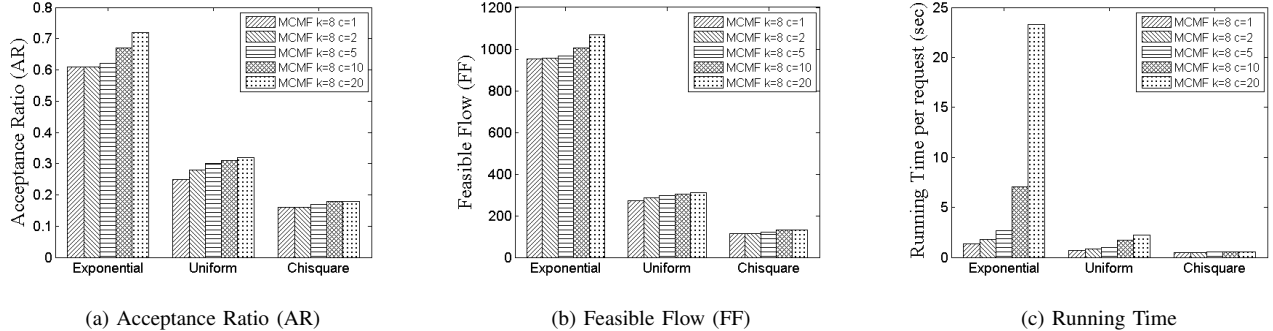 Acceptance Ratio (AR)
0.8
0.7
0.6
0.5
0.4
0.3
0.2
0.1
0
Exponential
Uniform
Chisquare
MCMF k=8 c=1
MCMF k=8 c=2
MCMF k=8 c=5
MCMF k=8 c=10
MCMF k=8 c=20
(a) Acceptance Ratio (AR)
Feasible Flow (FF)
1200
1000
800
600
400
200
0
Exponential
Uniform
Chisquare
MCMF k=8 c=1
MCMF k=8 c=2
MCMF k=8 c=5
MCMF k=8 c=10
MCMF k=8 c=20
(b) Feasible Flow (FF)
Running Time per request (sec)
25
20
15
10
5
0
Exponential
Uniform
Chisquare
MCMF k=8 c=1
MCMF k=8 c=2
MCMF k=8 c=5
MCMF k=8 c=10
MCMF k=8 c=20
(c) Running Time